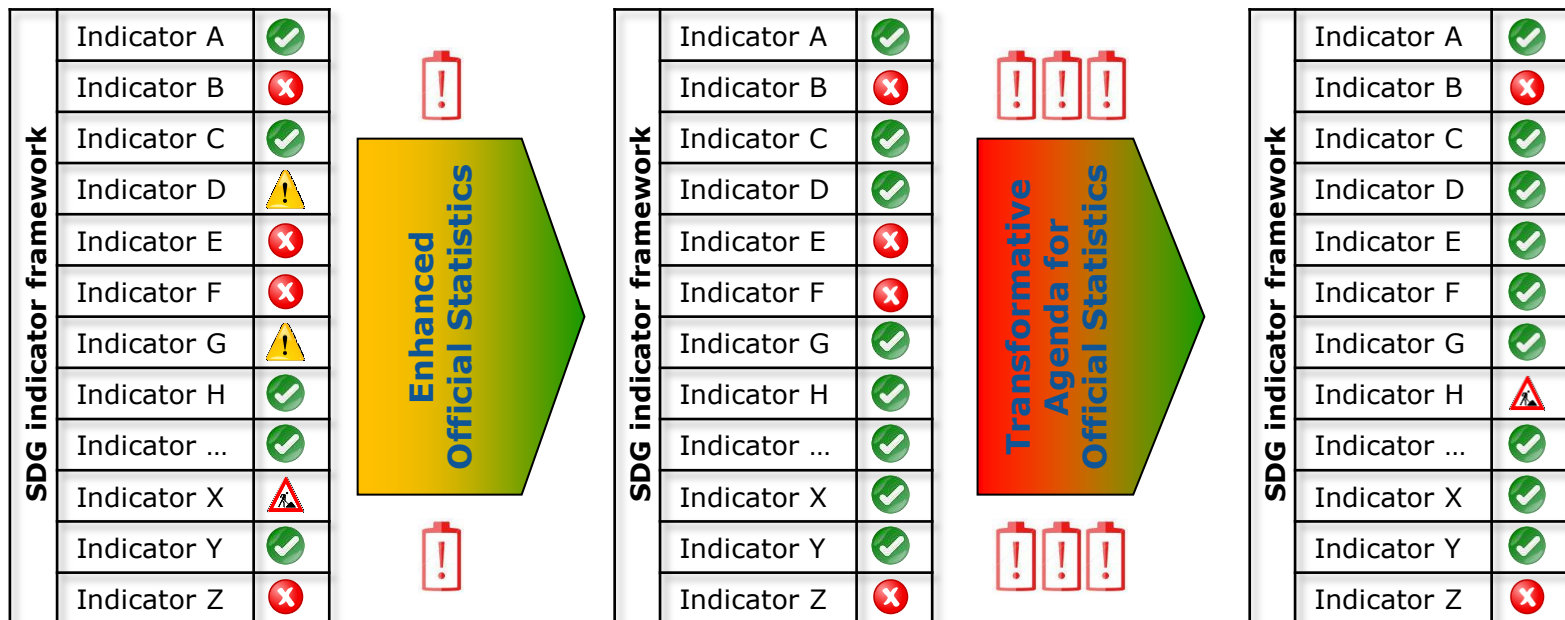 SDG indicator framework
Indicator A
Indicator B
Indicator C
Indicator D
Indicator E
Indicator F
Indicator G
Indicator H
Indicator ...
Indicator X
Indicator Y
Indicator Z
Enhanced
Official Statistics
SDG indicator framework
Indicator A
Indicator B
Indicator C
Indicator D
Indicator E
Indicator F
Indicator G
Indicator H
Indicator ...
Indicator X
Indicator Y
Indicator Z
Transformative
Agenda for
Official Statistics
SDG indicator framework
Indicator A
Indicator B
Indicator C
Indicator D
Indicator E
Indicator F
Indicator G
Indicator H
Indicator ...
Indicator X
Indicator Y
Indicator Z